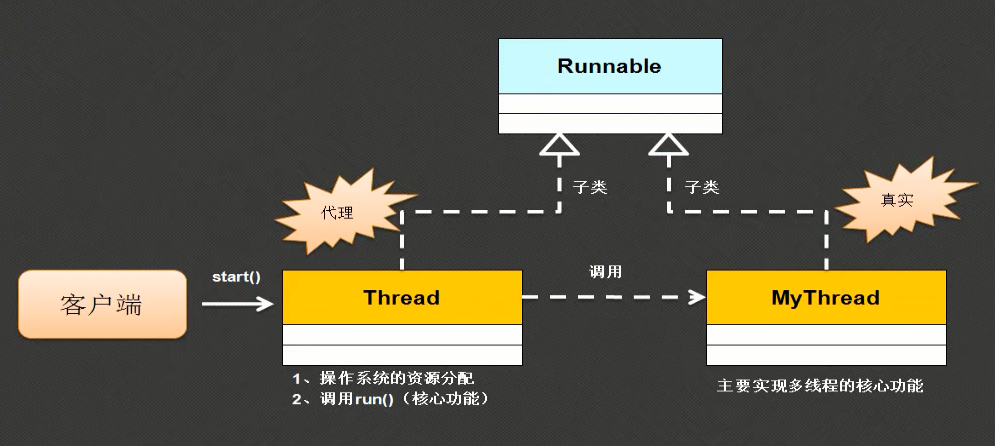 Runnable
子类
子类
代理
真实
客户端
start()
Thread
调用
MyThread
1、操作系统的资源分配
2、调用run()（核心功能）
主要实现多线程的核心功能